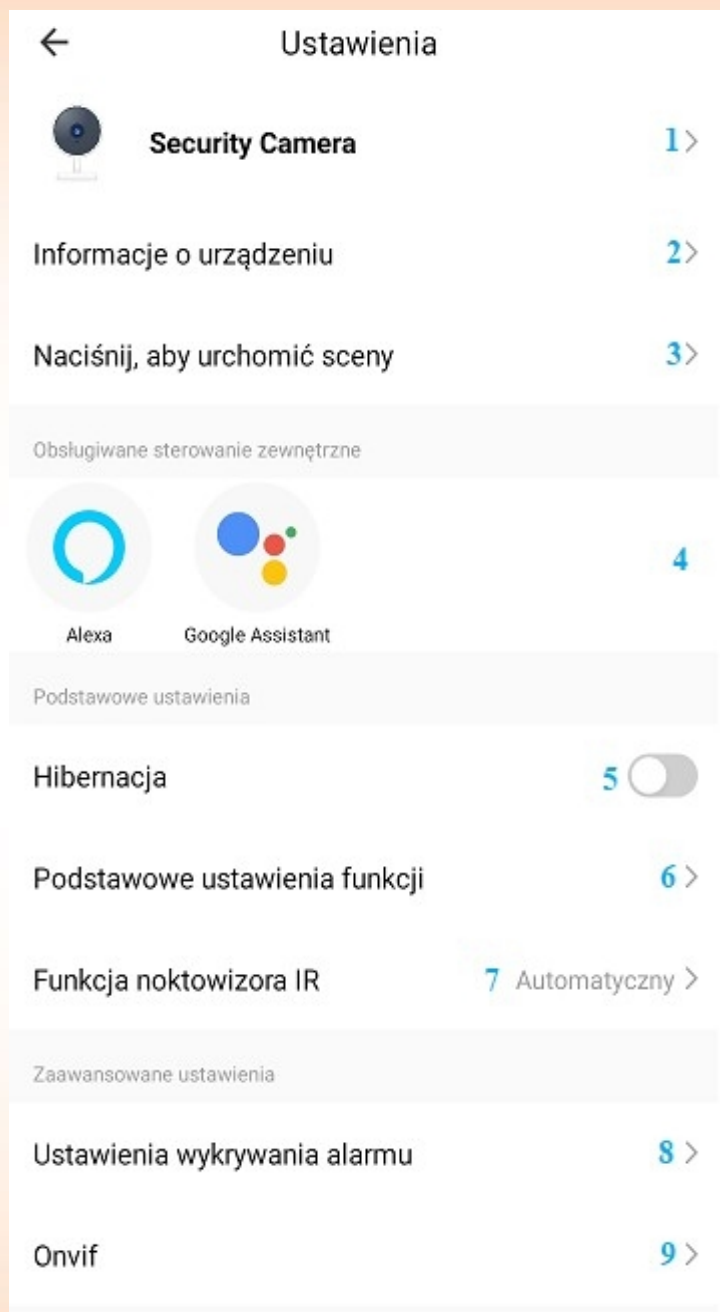 Ustawienia
Security Camera 1
Informacje o urządzeniu 2
Naciśnij, aby urchomić sceny 3
Obsługiwane sterowanie zewnętrzne
4
Alexa Google Assistant
Podstawowe ustawienia
Hibernacja 5
Podstawowe ustawienia funkcji 6
Funkcja noktowizora IR 7 Automatyczny
Zaawansowane ustawienia
Ustawienia wykrywania alarmu 8
Onvif 9